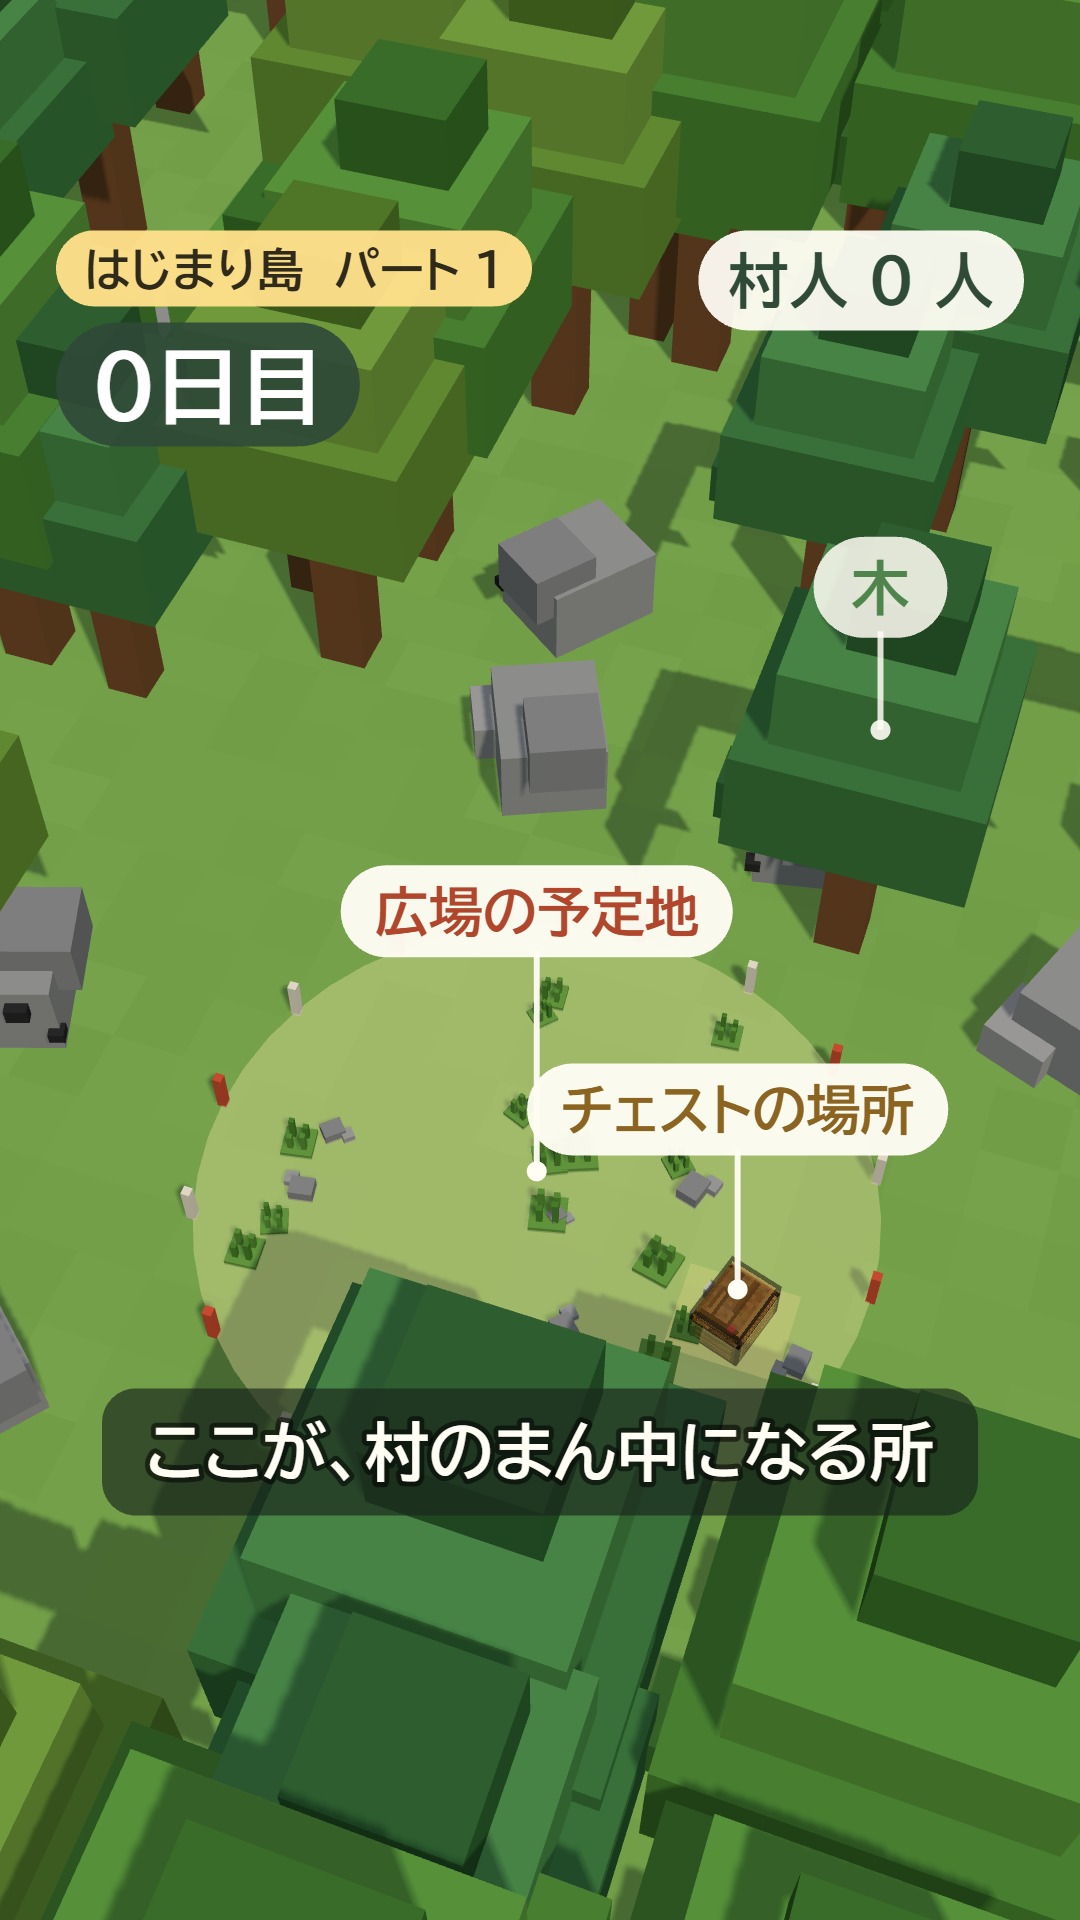 はじまり島 パート 1
村人 0 人
0日目
木
広場の予定地
チェストの場所
ここが、村のまん中になる所